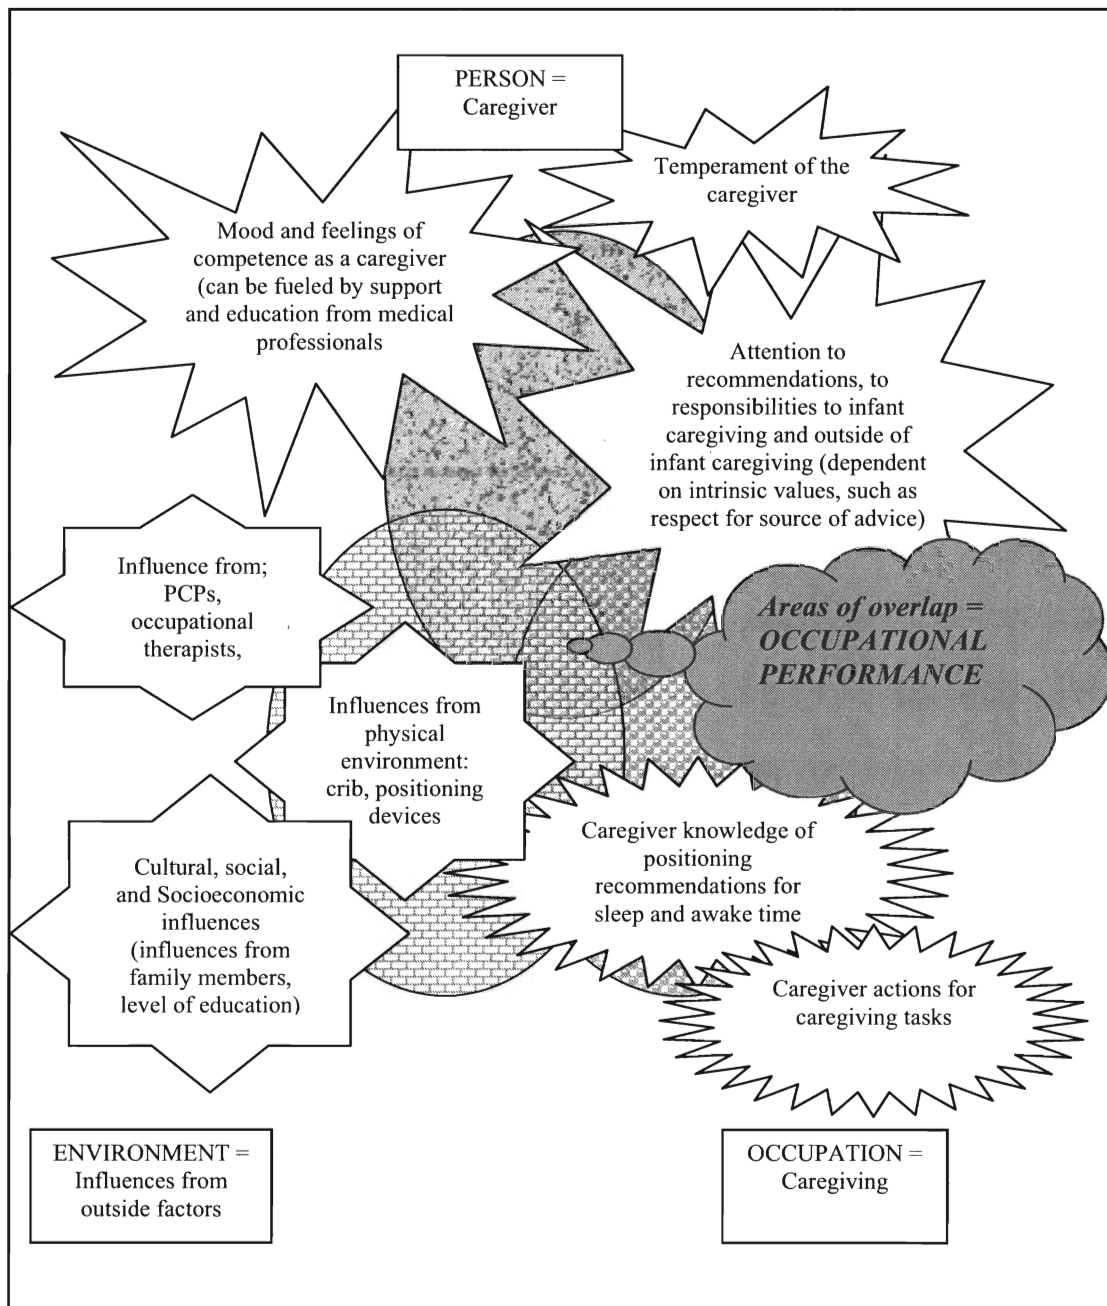 PERSON =
Caregiver
Temperament of the
caregiver
Mood and feelings of
competence as a caregiver
(can be fueled by support
and education from medical
professionals
Attention to
recommendations, to
responsibilities to infant
caregiving and outside of
infant caregiving (dependent
on intrinsic values, such as
respect for source of advice)
Influence from;
PCPs,
occupational
therapists,
Areas of overlap =
OCCUPATIONAL
PERFORMANCE
Influences from
physical
environment:
crib, positioning
devices
Caregiver knowledge of
positioning
recommendations for
sleep and awake time
Cultural, social,
and Socioeconomic
influences
(influences from
family members,
level of education)
Caregiver actions for
caregiving tasks
ENVIRONMENT =
Influences from
outside factors
OCCUPATION =
Caregiving